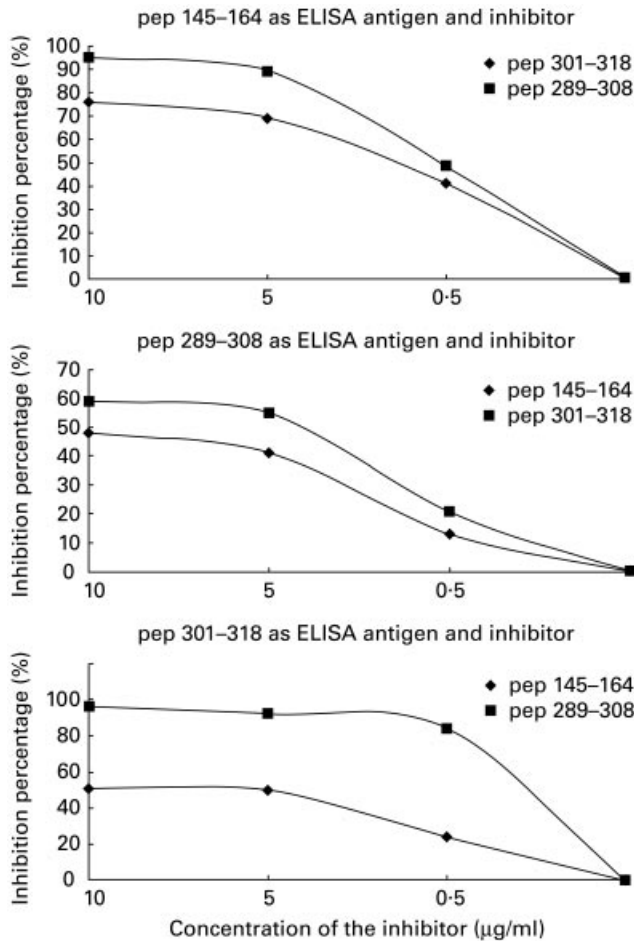 pep 145–164 as ELISA antigen and inhibitor
Inhibition percentage (%)
100
90
80
70
60
50
40
30
20
10
0
10
5
0·5
pep 301–318
pep 289–308
pep 289–308 as ELISA antigen and inhibitor
Inhibition percentage (%)
70
60
50
40
30
20
10
0
10
5
0·5
pep 145–164
pep 301–318
pep 301–318 as ELISA antigen and inhibitor
Inhibition percentage (%)
100
80
60
40
20
0
10
5
0·5
pep 145–164
pep 289–308
Concentration of the inhibitor (μg/ml)